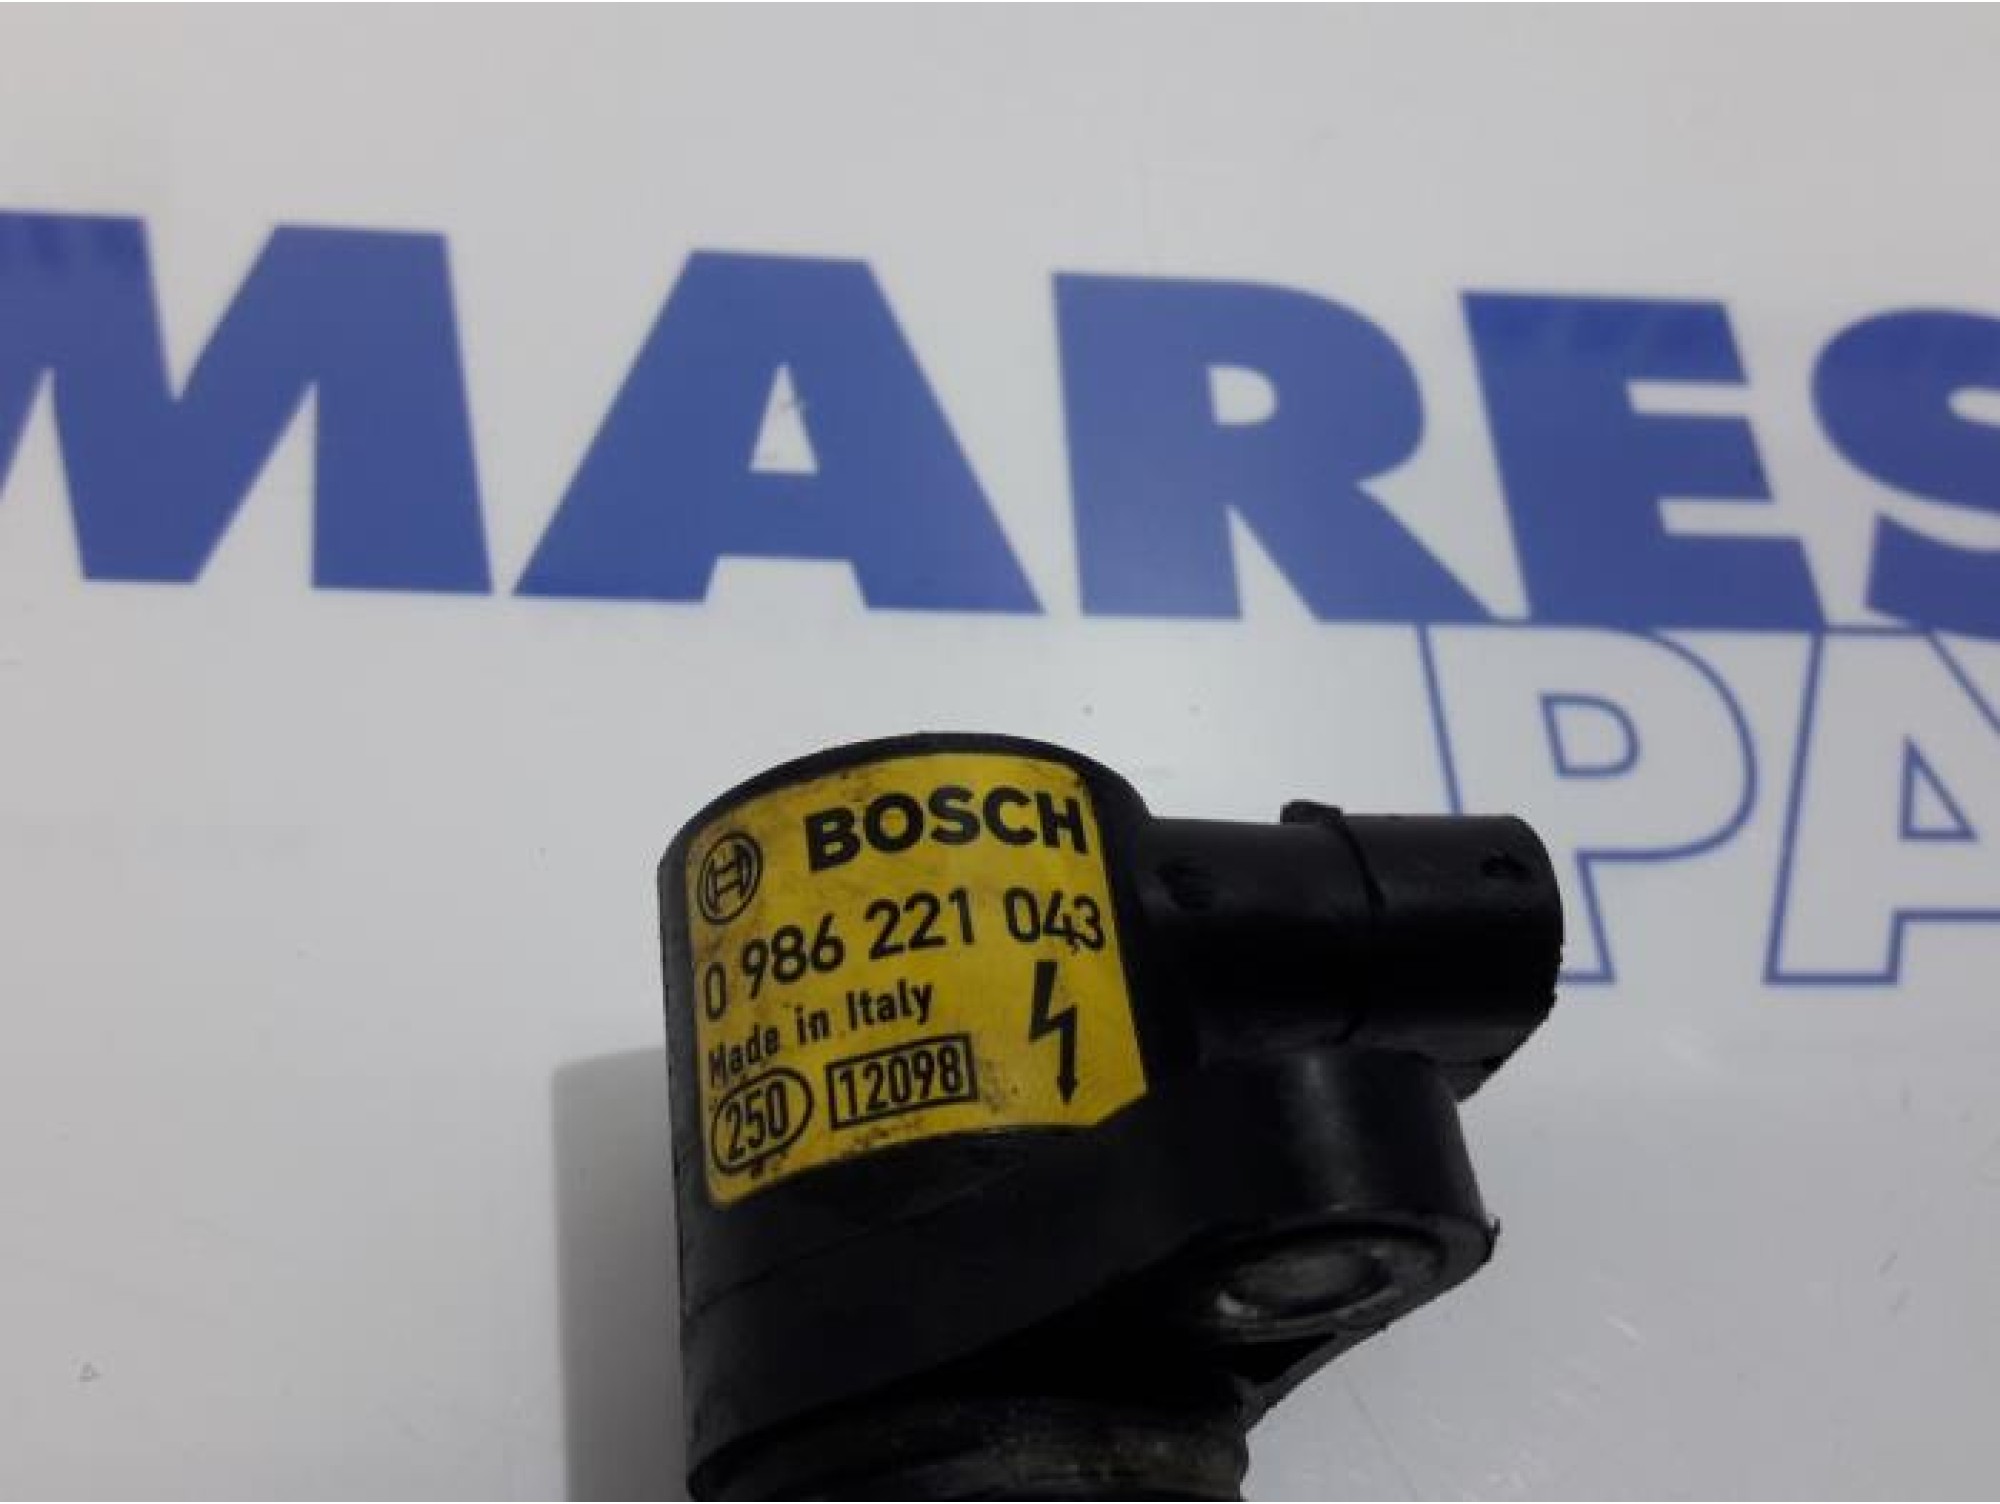 MARES
PA
BOSCH
0 986 221 043
Made in Italy
250 12098